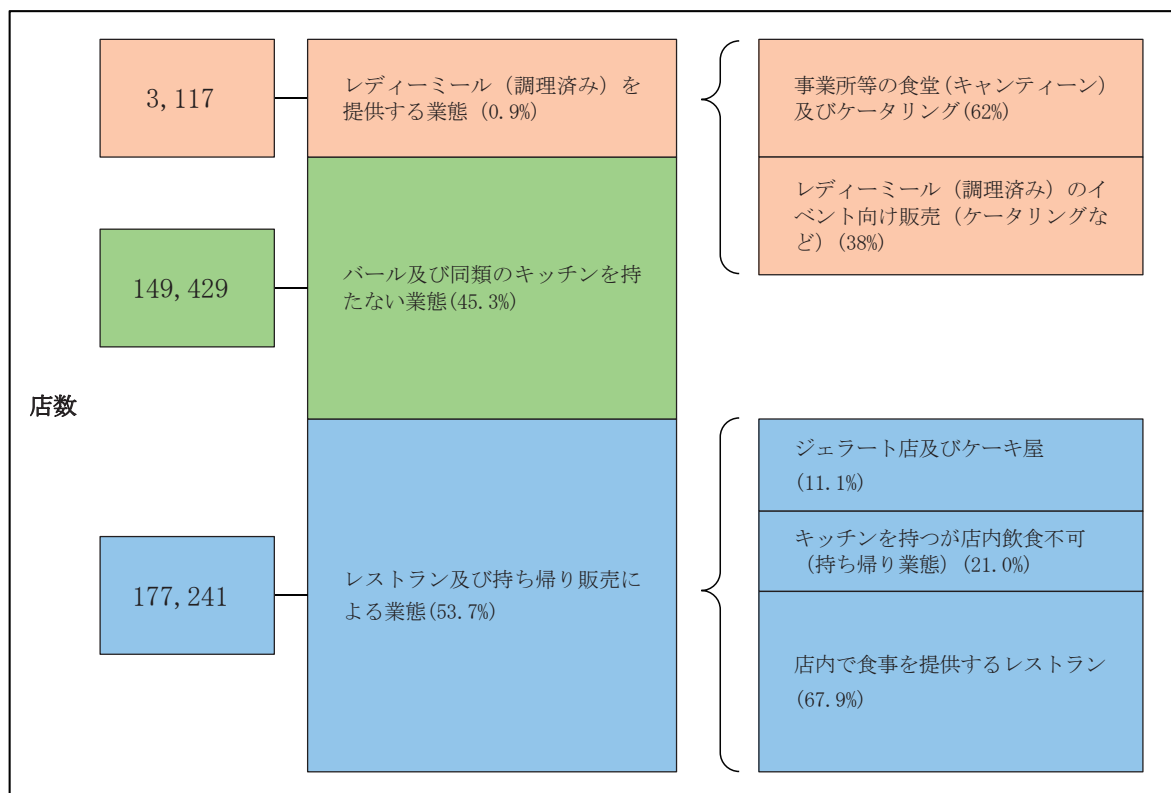 3,117
レディーミール（調理済み）を
提供する業態 (0.9%)
事業所等の食堂(キャンティーン)
及びケータリング(62%)
レディーミール（調理済み）のイ
ベント向け販売（ケータリングな
ど）(38%)
149,429
バール及び同類のキッチンを持
たない業態(45.3%)
店数
177,241
レストラン及び持ち帰り販売に
よる業態(53.7%)
ジェラート店及びケーキ屋
(11.1%)
キッチンを持つが店内飲食不可
（持ち帰り業態）(21.0%)
店内で食事を提供するレストラン
(67.9%)